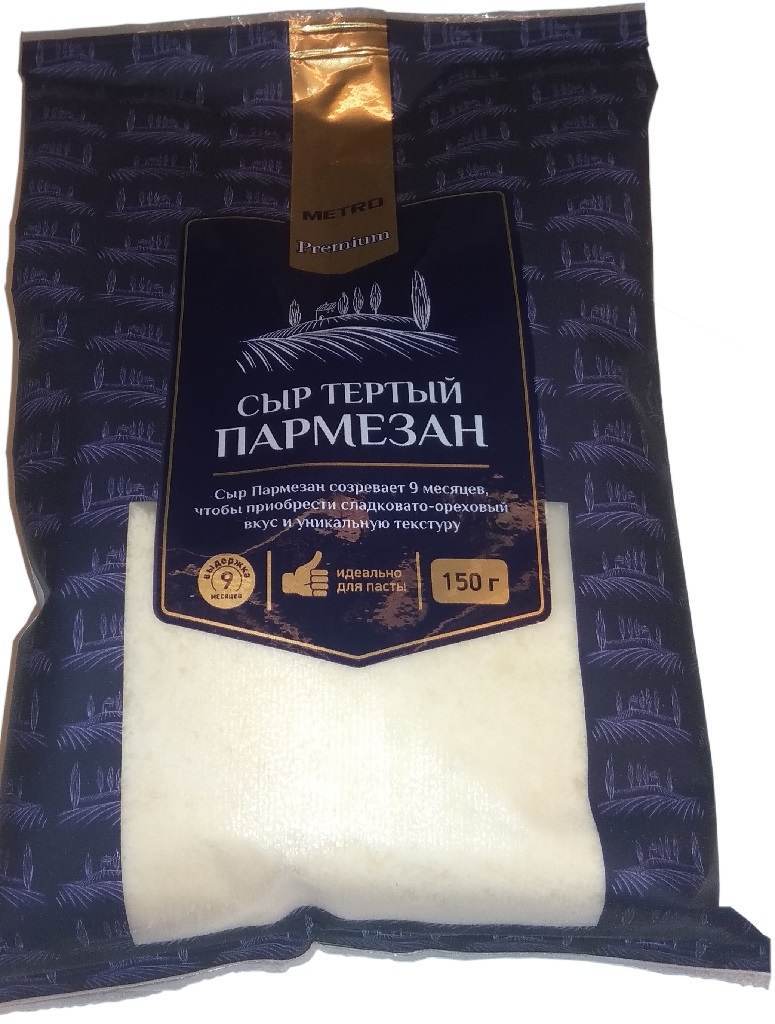 METRO
Premium
СЫР ТЕРТЫЙ
ПАРМЕЗАН
Сыр Пармезан созревает 9 месяцев,
чтобы приобрести сладковато-ореховый
вкус и уникальную текстуру
выдержка
9
месяцев
идеально
для пасты
150 г